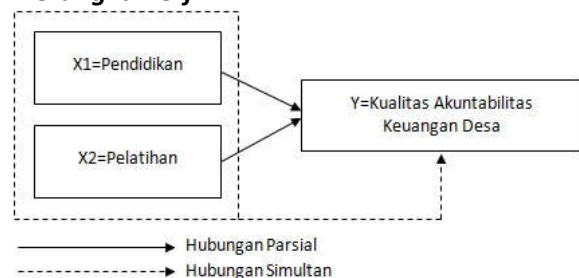 X1=Pendidikan
X2=Pelatihan
Y=Kualitas Akuntabilitas
Keuangan Desa
Hubungan Parsial
Hubungan Simultan